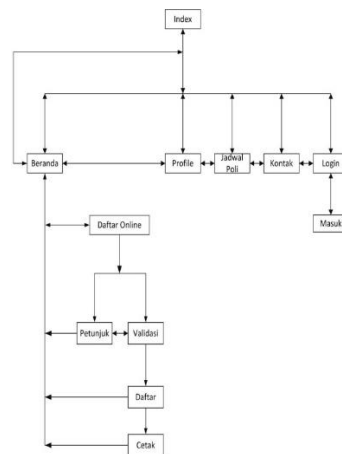 Index
Beranda
Profile
Jadwal
Poli
Kontak
Login
Masuk
Daftar Online
Petunjuk
Validasi
Daftar
Cetak